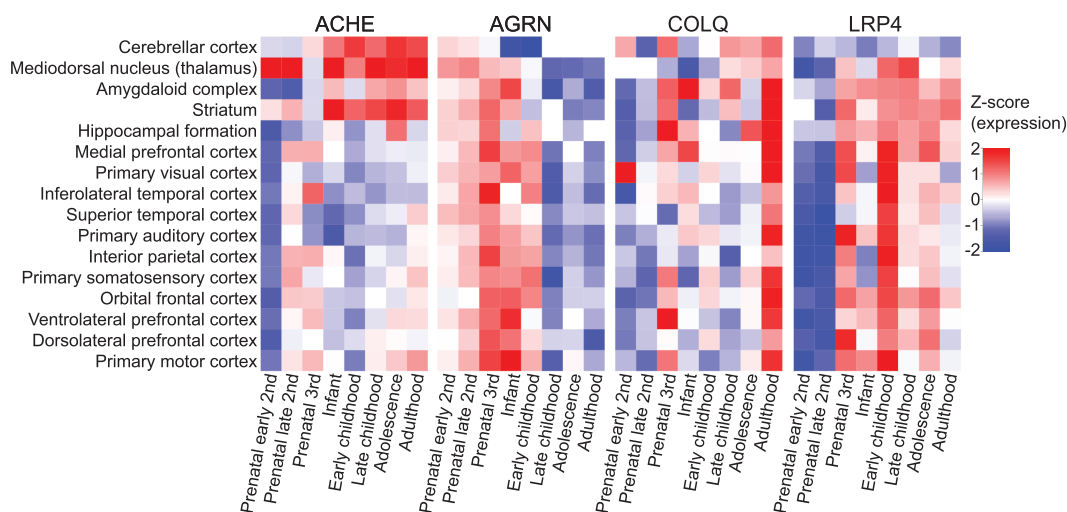 ACHE AGRN COLQ LRP4
Cerebrellar cortex
Mediodorsal nucleus (thalamus)
Amygdaloid complex
Striatum
Hippocampal formation
Medial prefrontal cortex
Primary visual cortex
Inferolateral temporal cortex
Superior temporal cortex
Primary auditory cortex
Interior parietal cortex
Primary somatosensory cortex
Orbital frontal cortex
Ventrolateral prefrontal cortex
Dorsolateral prefrontal cortex
Primary motor cortex
Z-score
(expression)
2
1
0
-1
-2
Prenatal early 2nd
Prenatal late 2nd
Prenatal 3rd
Infant
Early childhood
Late childhood
Adolescence
Adulthood
Prenatal early 2nd
Prenatal late 2nd
Prenatal 3rd
Infant
Early childhood
Late childhood
Adolescence
Adulthood
Prenatal early 2nd
Prenatal late 2nd
Prenatal 3rd
Infant
Early childhood
Late childhood
Adolescence
Adulthood
Prenatal early 2nd
Prenatal late 2nd
Prenatal 3rd
Infant
Early childhood
Late childhood
Adolescence
Adulthood